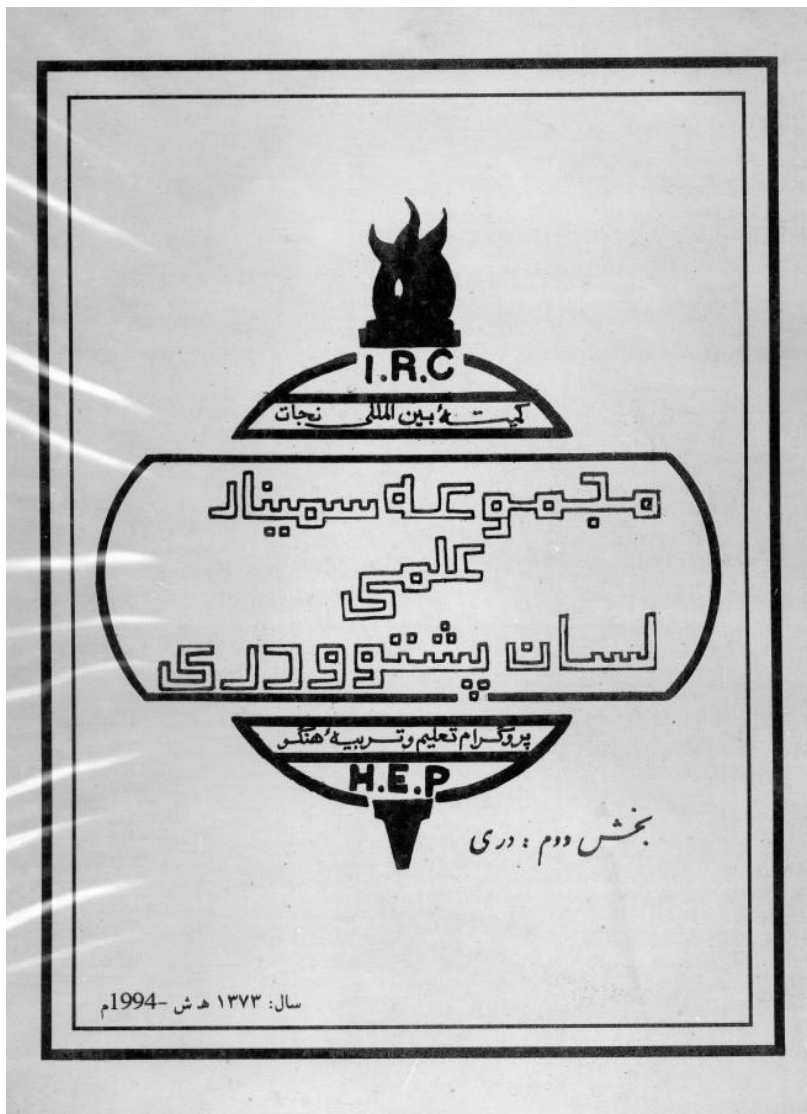 I.R.C
کمیتهٔ بین المللی نجات
مجموعه سمینار
علمی
لسان پشتو و دری
پروگرام تعلیم و تربیهٔ هنگو
H.E.P
بخش دوم : دری
سال: ۱۳۷۳ هـ ش -1994م